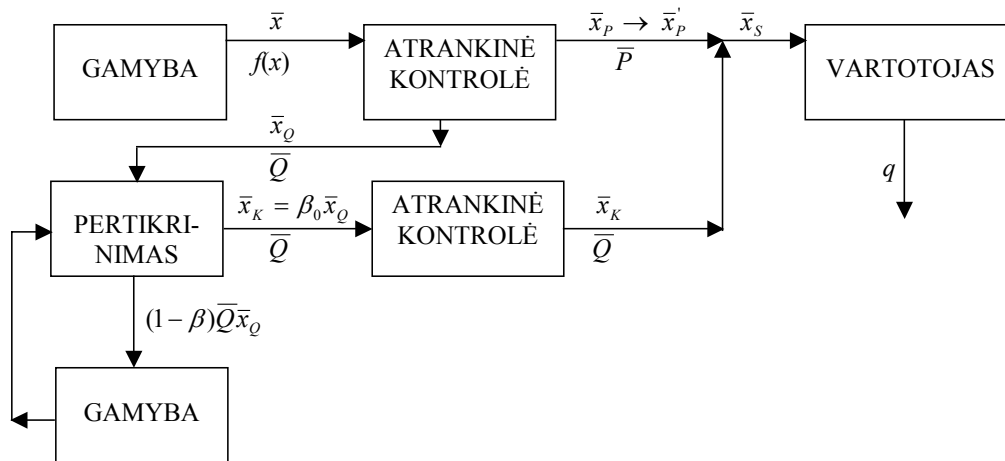 GAMYBA
x̄
f(x)
ATRANKINĖ
KONTROLĖ
x̄_P → x̄'_P
P̄
x̄_S
VARTOTOJAS
q
x̄_Q
Q̄
PERTIKRI-
NIMAS
x̄_K = β₀x̄_Q
Q̄
ATRANKINĖ
KONTROLĖ
x̄_K
Q̄
(1 − β)Q̄x̄_Q
GAMYBA